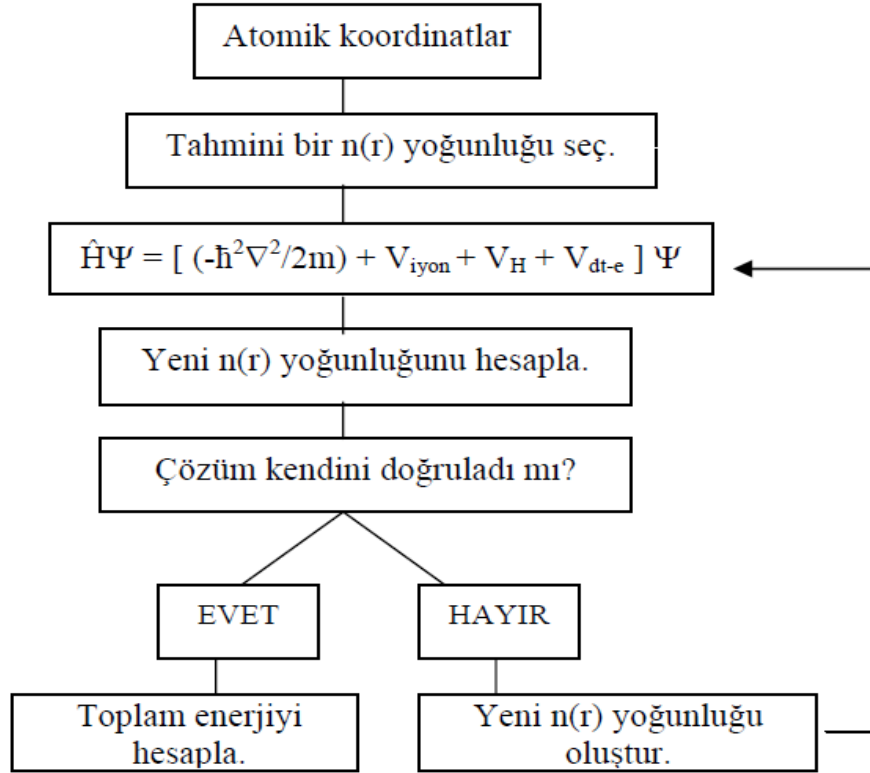 Atomik koordinatlar
Tahmini bir n(r) yoğunluğu seç.
ĤΨ = [ (-ħ²∇²/2m) + V_iyon + V_H + V_dt-e ] Ψ
Yeni n(r) yoğunluğunu hesapla.
Çözüm kendini doğruladı mı?
EVET
HAYIR
Toplam enerjiyi
hesapla.
Yeni n(r) yoğunluğu
oluştur.